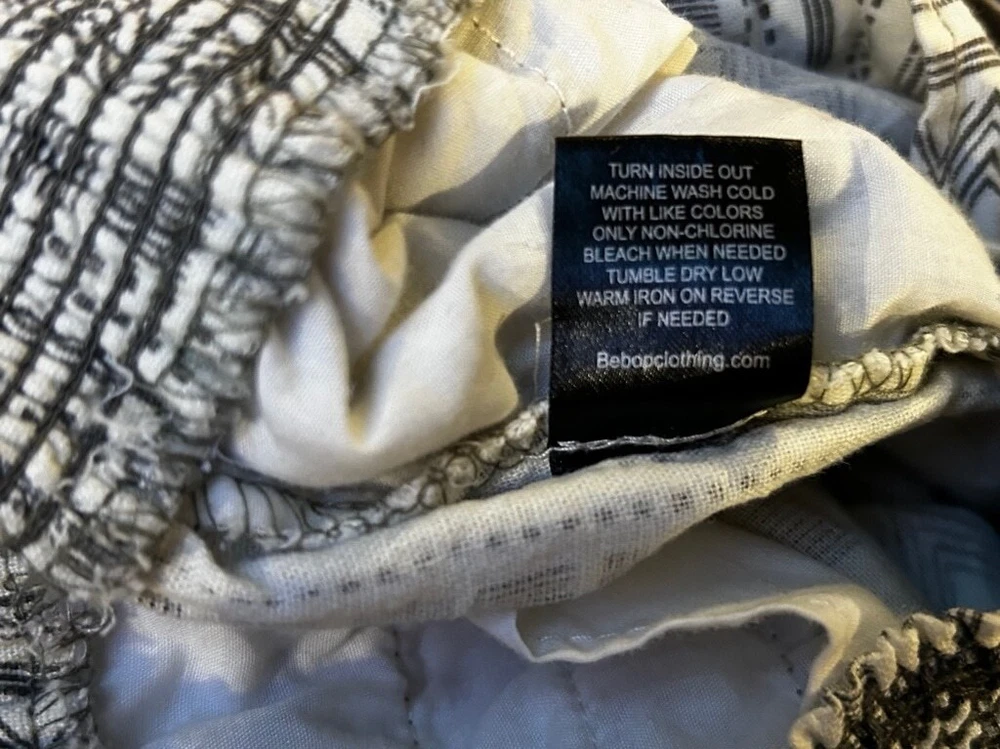 TURN INSIDE OUT
MACHINE WASH COLD
WITH LIKE COLORS
ONLY NON-CHLORINE
BLEACH WHEN NEEDED
TUMBLE DRY LOW
WARM IRON ON REVERSE
IF NEEDED
Bebopclothing.com